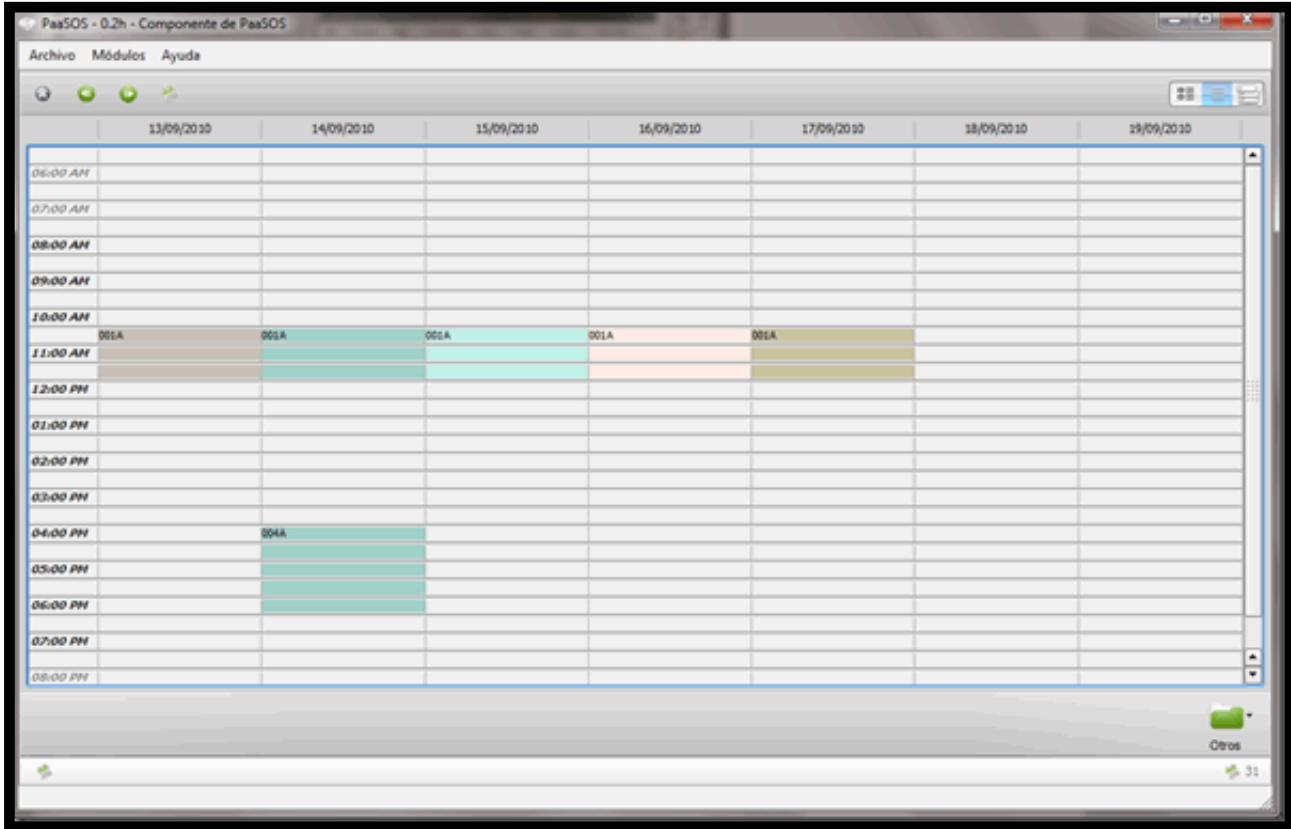 PaaSOS - 0.2h - Componente de PaaSOS
Archivo Módulos Ayuda
13/09/2010 14/09/2010 15/09/2010 16/09/2010 17/09/2010 18/09/2010 19/09/2010
06:00 AM
07:00 AM
08:00 AM
09:00 AM
10:00 AM
001A 001A 001A 001A 001A
11:00 AM
12:00 PM
01:00 PM
02:00 PM
03:00 PM
04:00 PM 004A
05:00 PM
06:00 PM
07:00 PM
08:00 PM
Otros
31